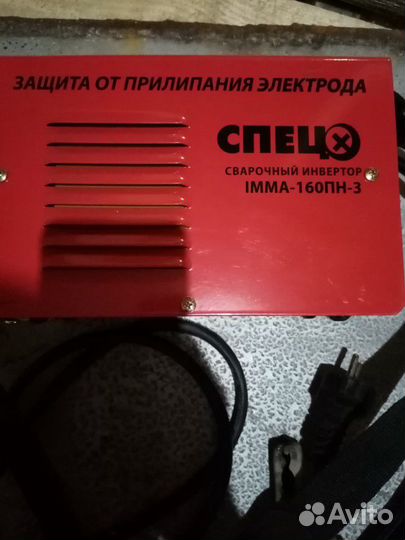 ЗАЩИТА ОТ ПРИЛИПАНИЯ ЭЛЕКТРОДА
СПЕЦ
СВАРОЧНЫЙ ИНВЕРТОР
IMMA-160ПН-3
Avito